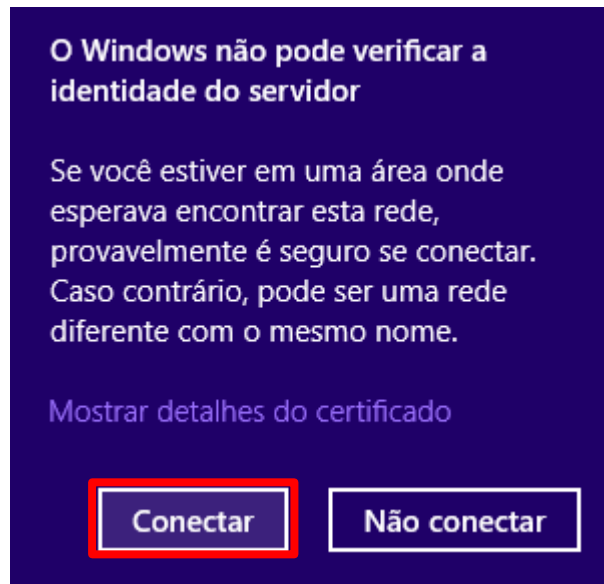 O Windows não pode verificar a
identidade do servidor
Se você estiver em uma área onde
esperava encontrar esta rede,
provavelmente é seguro se conectar.
Caso contrário, pode ser uma rede
diferente com o mesmo nome.
Mostrar detalhes do certificado
Conectar
Não conectar